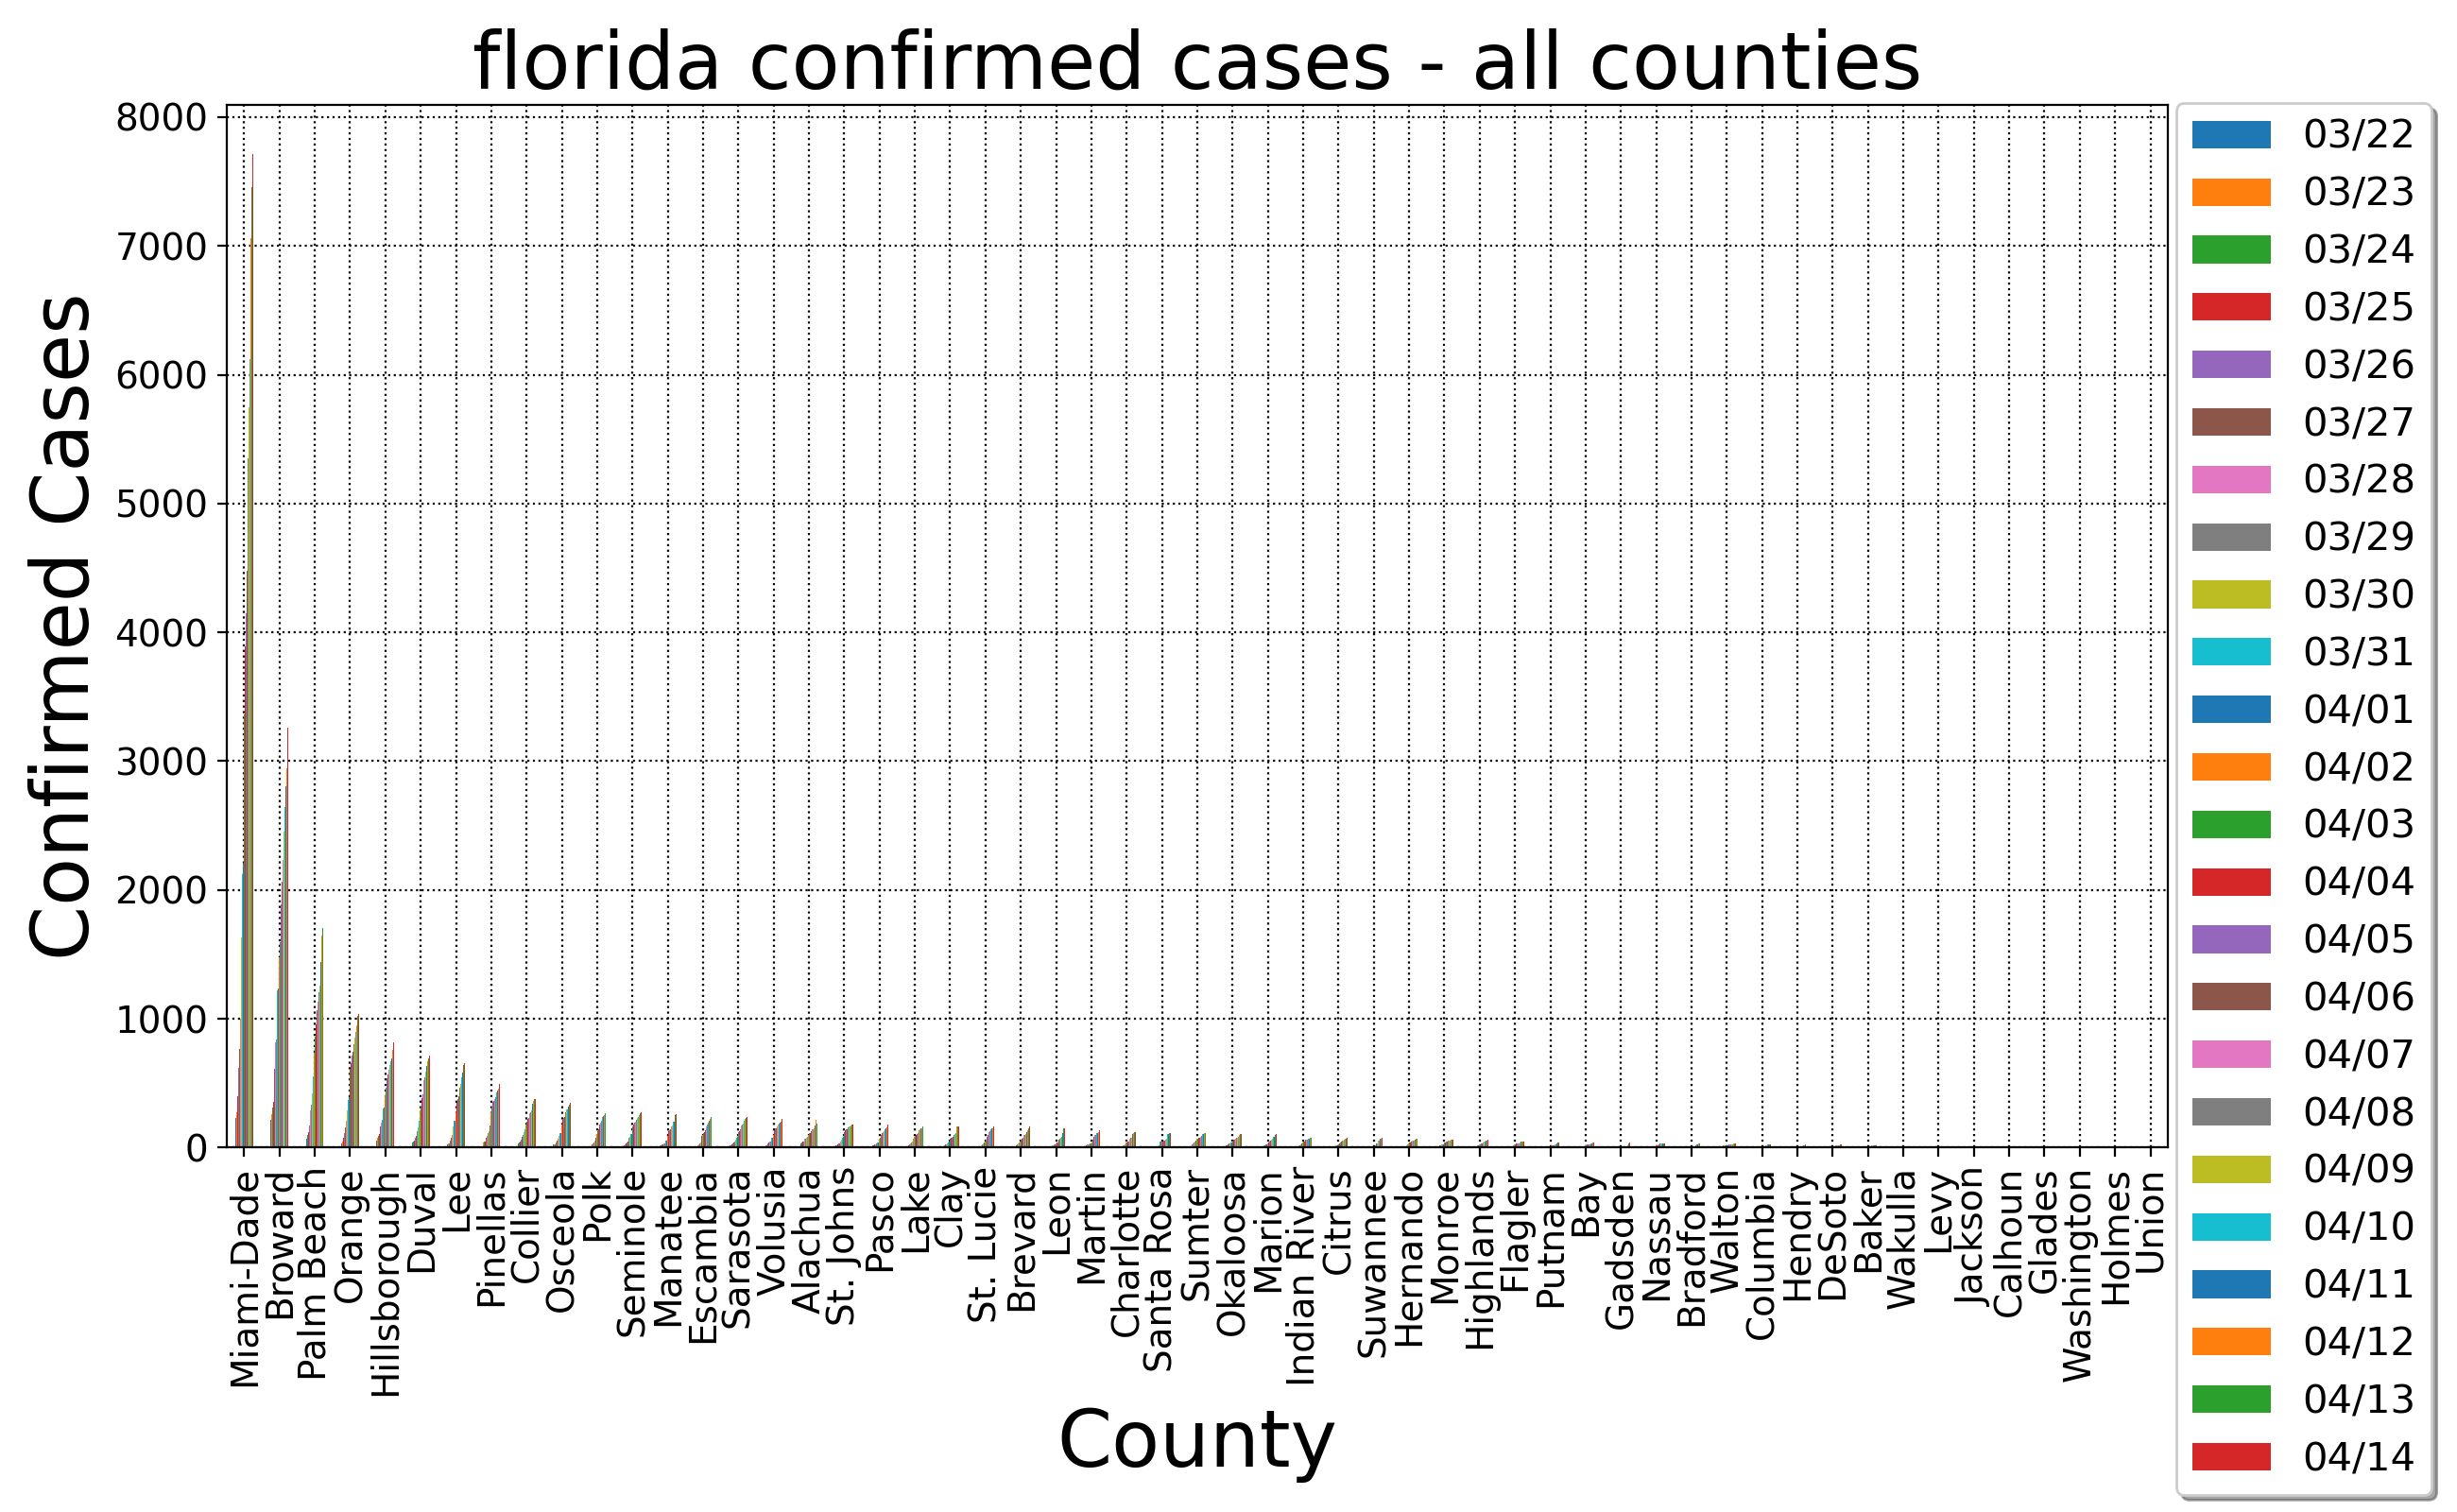 florida confirmed cases - all counties
Confirmed Cases
8000
7000
6000
5000
4000
3000
2000
1000
0
Miami-Dade
Broward
Palm Beach
Orange
Hillsborough
Duval
Lee
Pinellas
Collier
Osceola
Polk
Seminole
Manatee
Escambia
Sarasota
Volusia
Alachua
St. Johns
Pasco
Lake
Clay
St. Lucie
Brevard
Leon
Martin
Charlotte
Santa Rosa
Sumter
Okaloosa
Marion
Indian River
Citrus
Suwannee
Hernando
Monroe
Highlands
Flagler
Putnam
Bay
Gadsden
Nassau
Bradford
Walton
Columbia
Hendry
DeSoto
Baker
Wakulla
Levy
Jackson
Calhoun
Glades
Washington
Holmes
Union
County
03/22
03/23
03/24
03/25
03/26
03/27
03/28
03/29
03/30
03/31
04/01
04/02
04/03
04/04
04/05
04/06
04/07
04/08
04/09
04/10
04/11
04/12
04/13
04/14